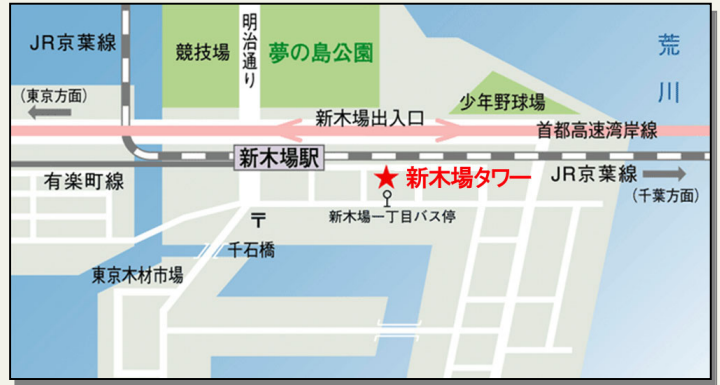 JR京葉線
(東京方面)
競技場
明治通り
夢の島公園
荒川
少年野球場
新木場出入口
首都高速湾岸線
新木場駅
有楽町線
新木場タワー
JR京葉線
(千葉方面)
新木場一丁目バス停
〒
千石橋
東京木材市場